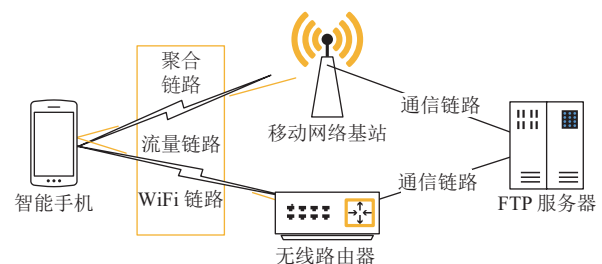 聚合
链路
通信链路
移动网络基站
流量链路
通信链路
智能手机
WiFi 链路
FTP 服务器
无线路由器